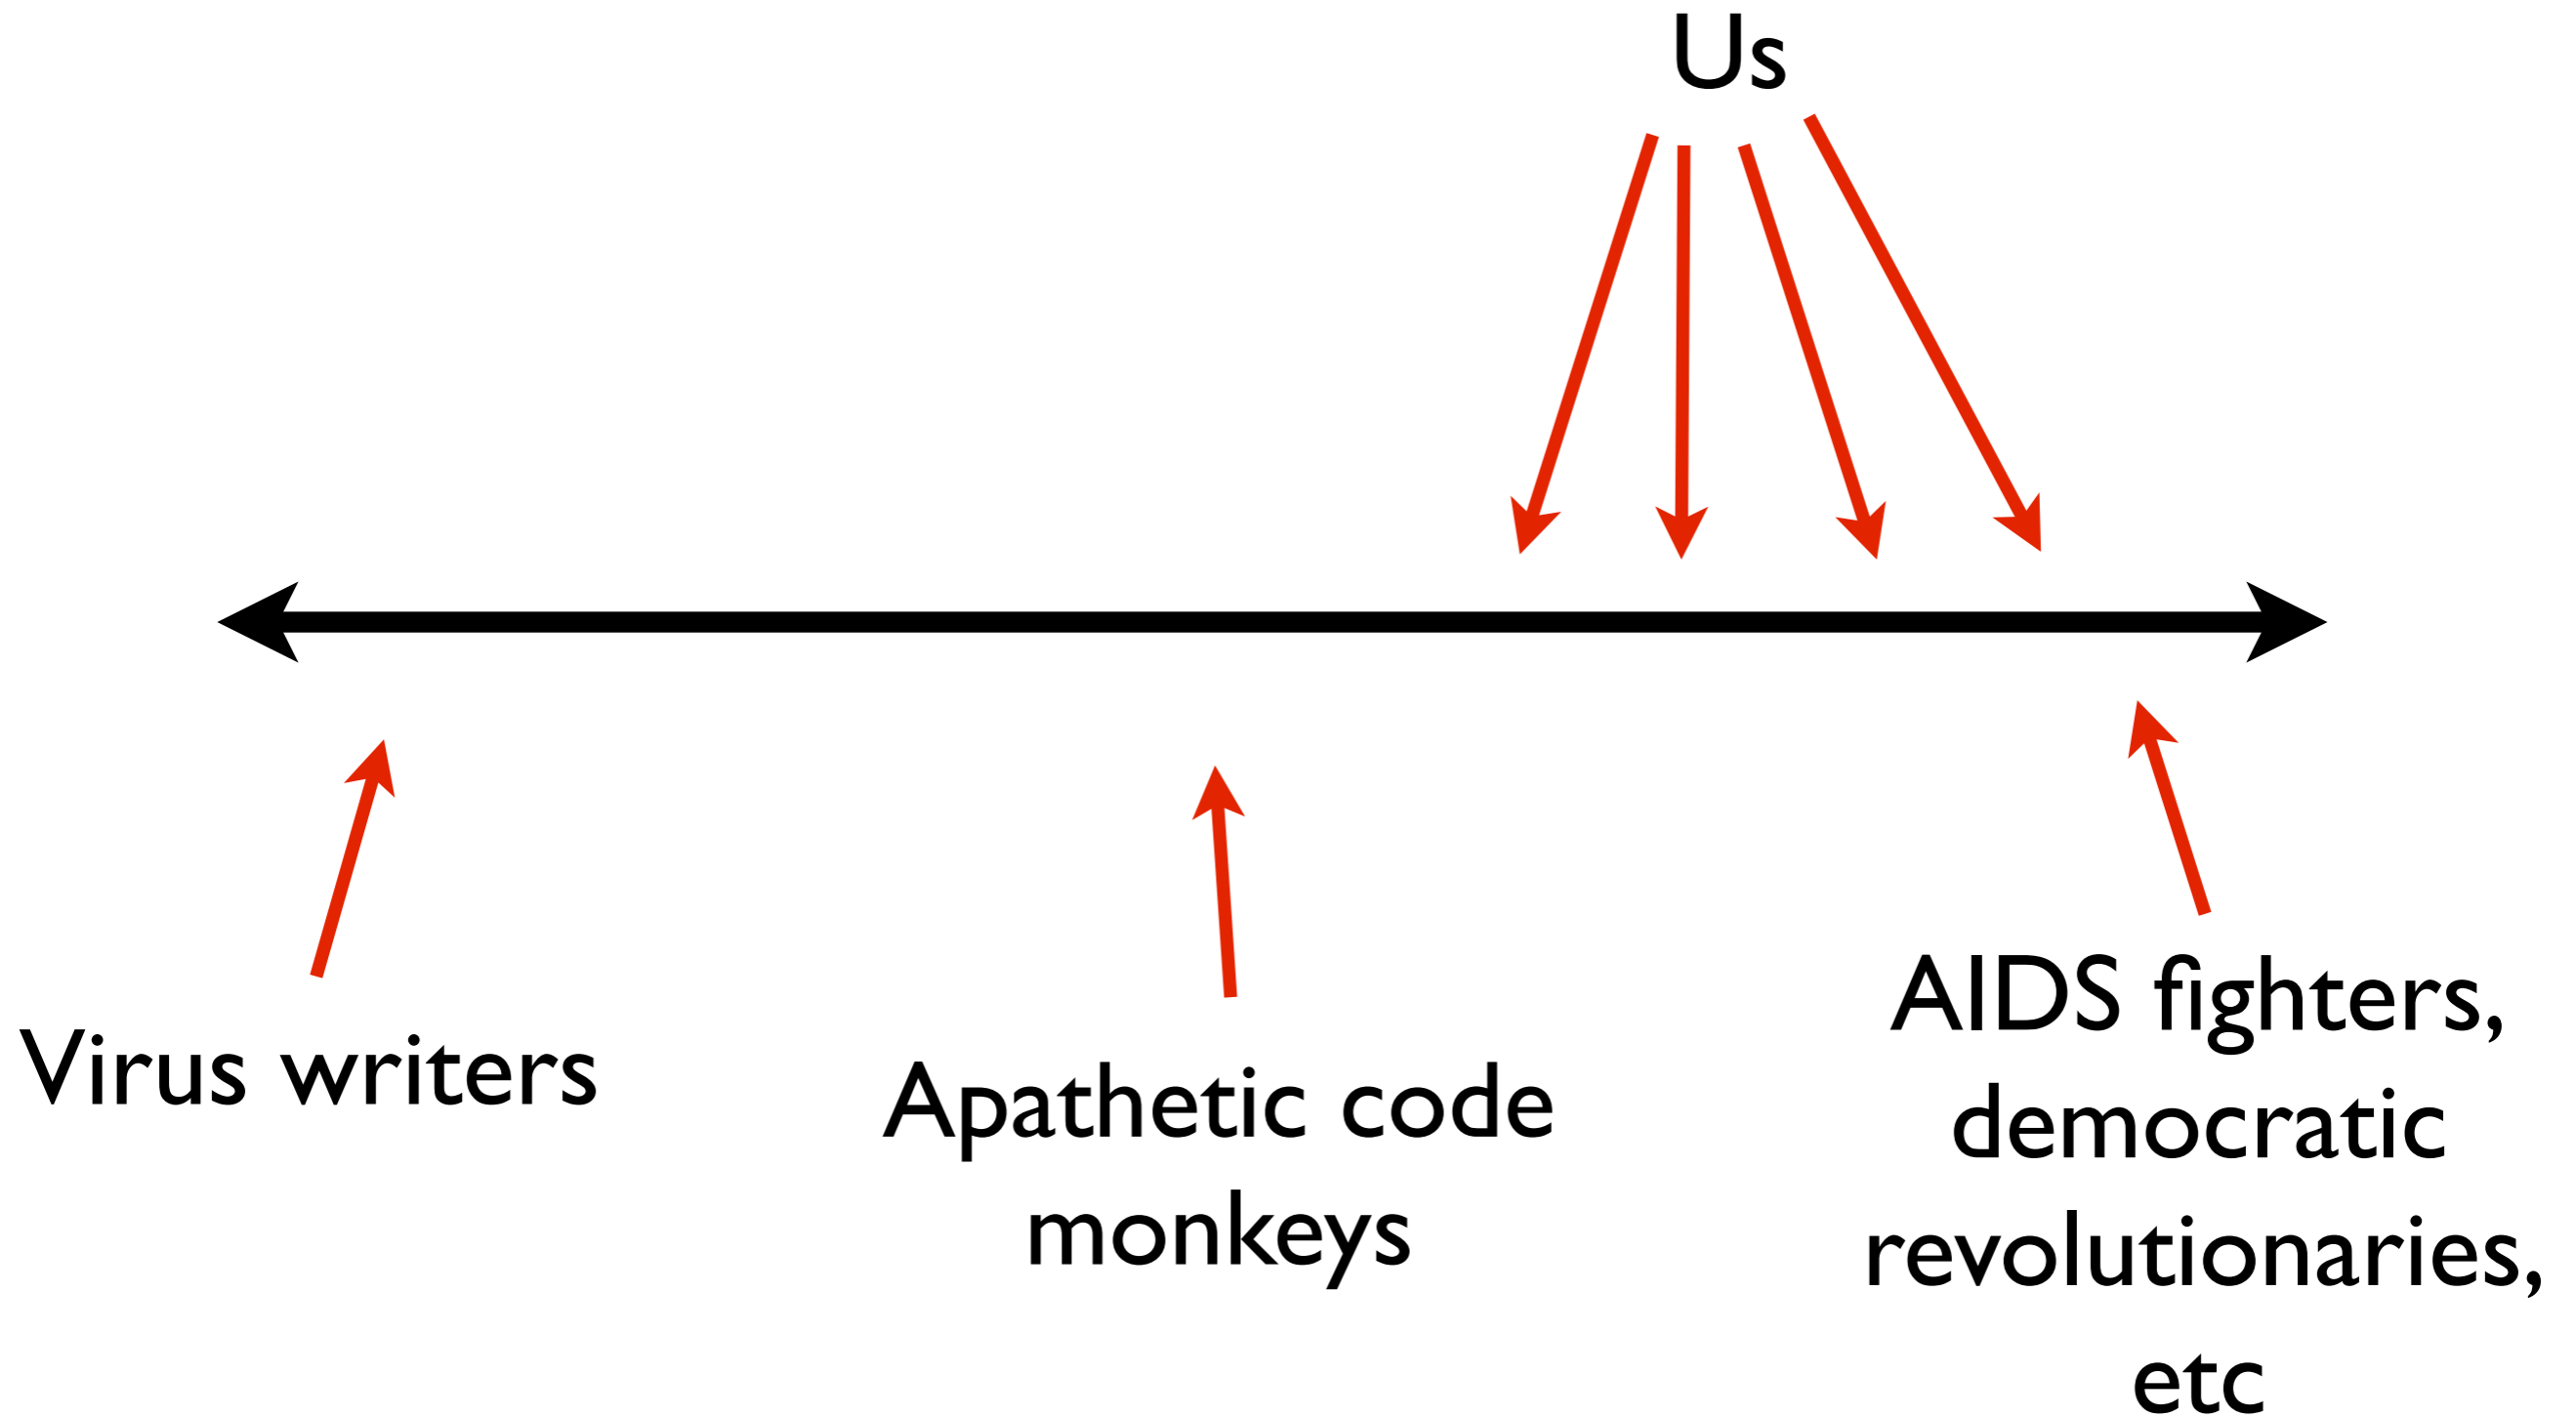 Us
Virus writers
Apathetic code
monkeys
AIDS fighters,
democratic
revolutionaries,
etc